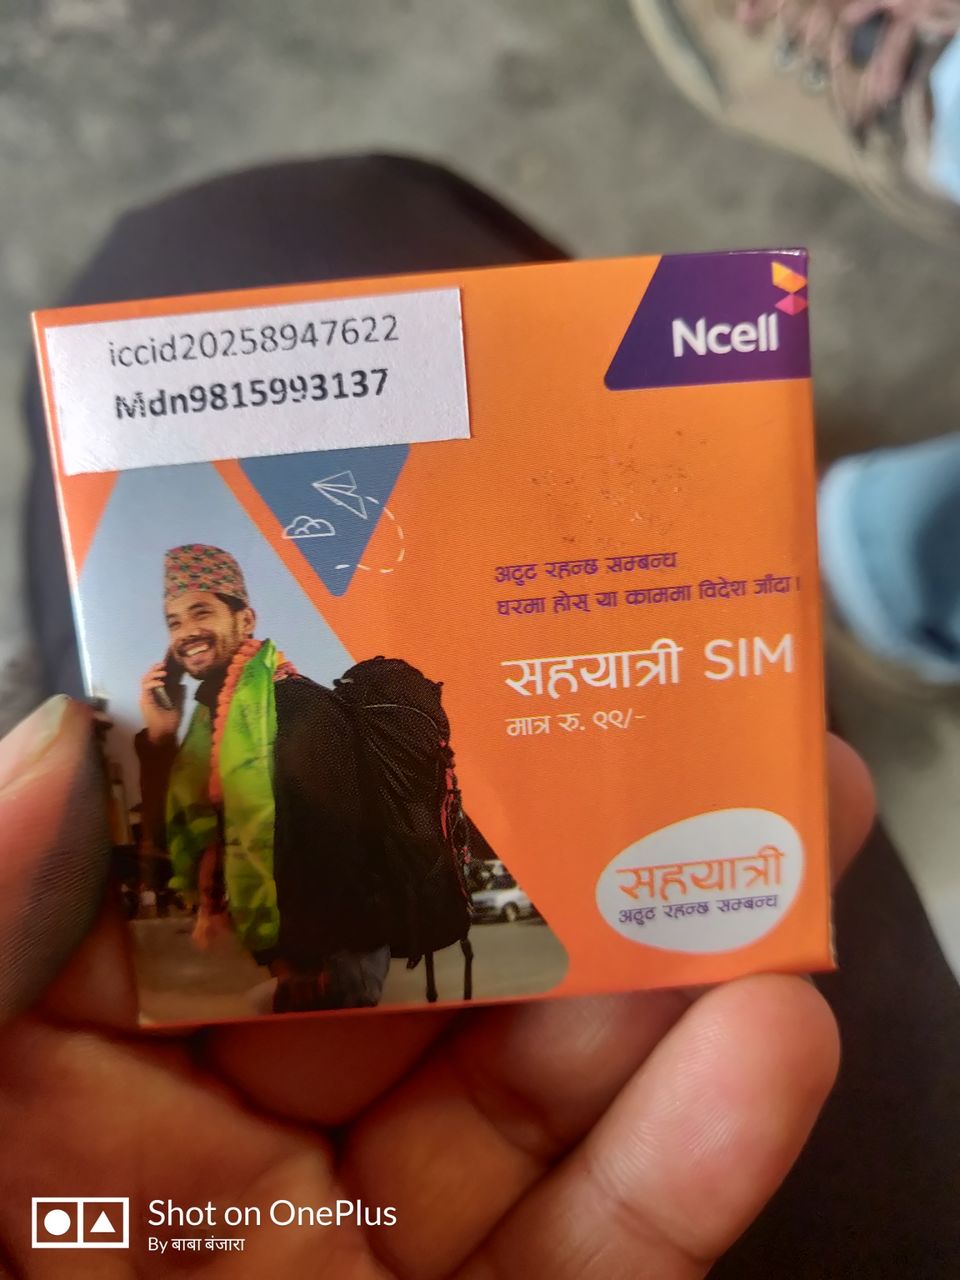 iccid20258947622
Mdn9815993137
Ncell
अटुट रहन्छ सम्बन्ध
घरमा होस् या काममा विदेश जाँदा।
सहयात्री SIM
मात्र रु. ९९/-
सहयात्री
अटुट रहन्छ सम्बन्ध
Shot on OnePlus
By बाबा बंजारा